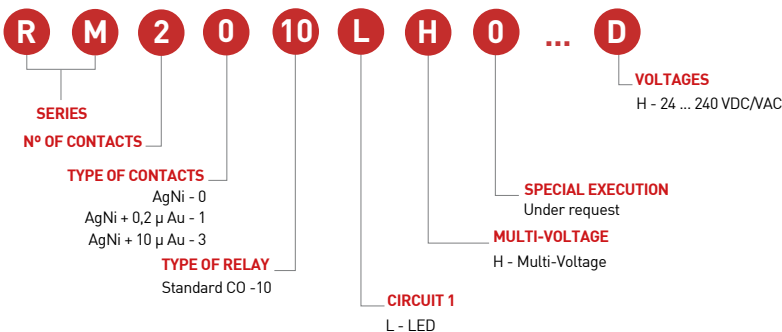 R M 2 0 10 L H 0 ... D
VOLTAGES
H - 24 ... 240 VDC/VAC
SERIES
Nº OF CONTACTS
TYPE OF CONTACTS
AgNi - 0
AgNi + 0,2 µ Au - 1
AgNi + 10 µ Au - 3
SPECIAL EXECUTION
Under request
MULTI-VOLTAGE
H - Multi-Voltage
TYPE OF RELAY
Standard CO -10
CIRCUIT 1
L - LED